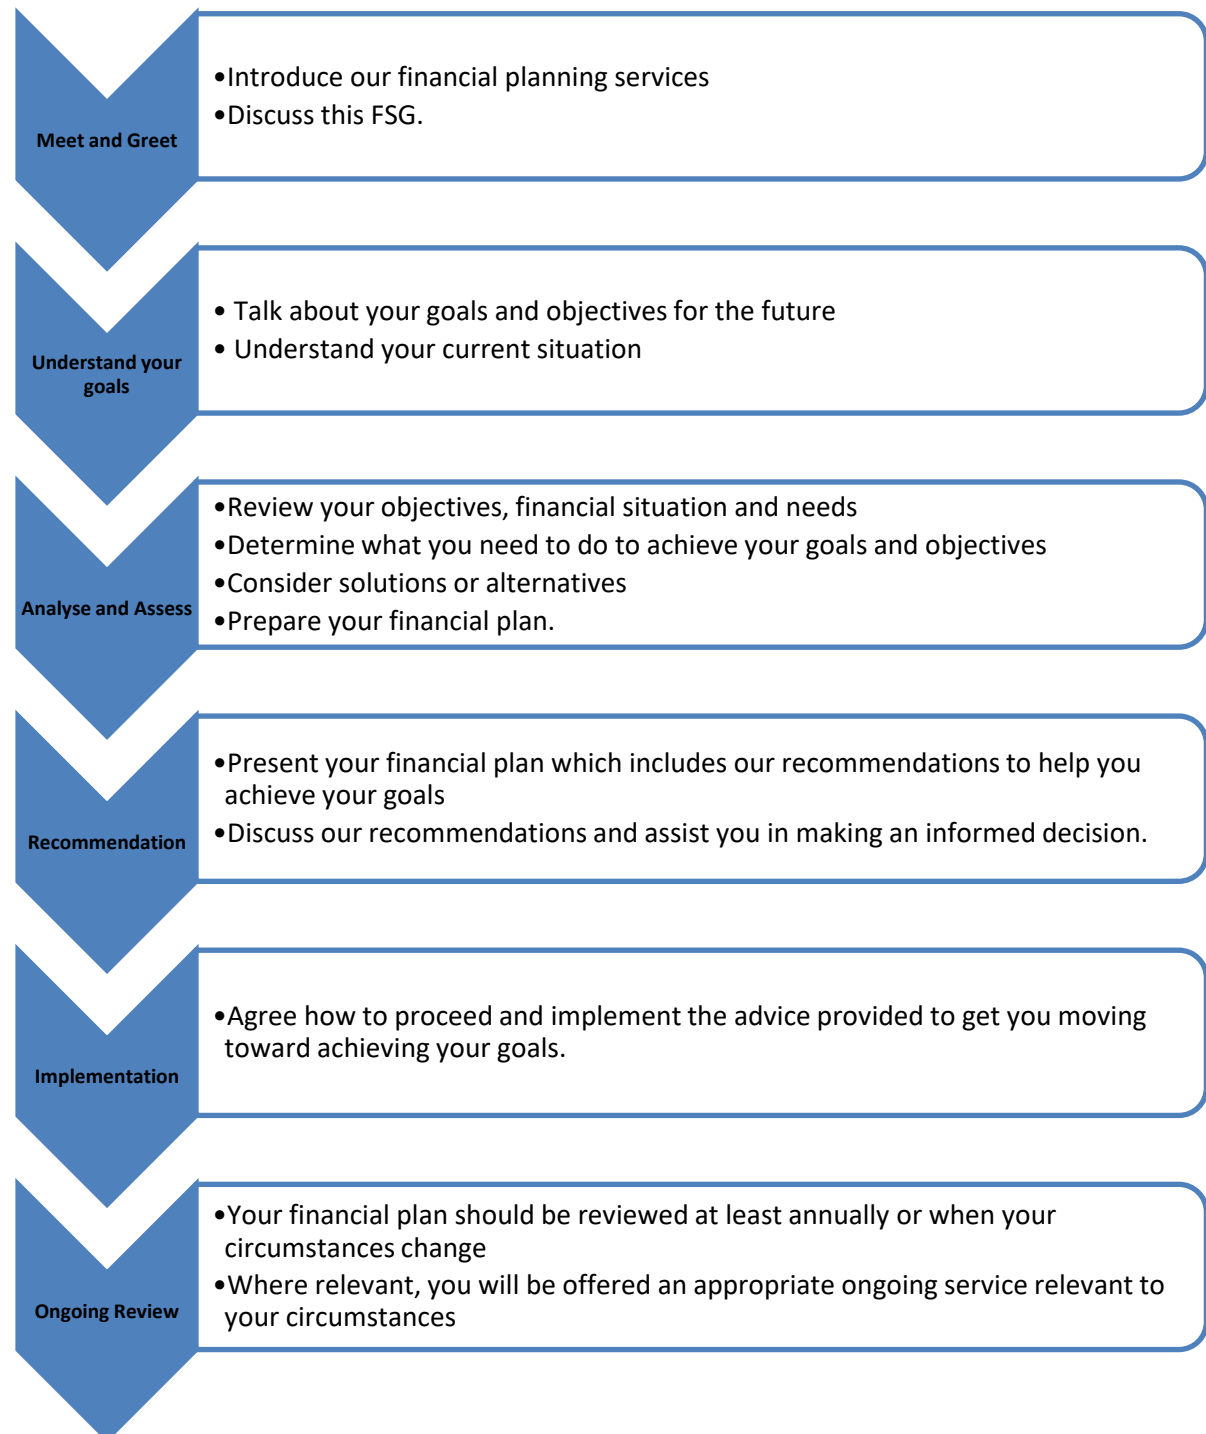 Meet and Greet
•Introduce our financial planning services
•Discuss this FSG.
Understand your
goals
• Talk about your goals and objectives for the future
• Understand your current situation
Analyse and Assess
•Review your objectives, financial situation and needs
•Determine what you need to do to achieve your goals and objectives
•Consider solutions or alternatives
•Prepare your financial plan.
Recommendation
•Present your financial plan which includes our recommendations to help you
achieve your goals
•Discuss our recommendations and assist you in making an informed decision.
Implementation
•Agree how to proceed and implement the advice provided to get you moving
toward achieving your goals.
Ongoing Review
•Your financial plan should be reviewed at least annually or when your
circumstances change
•Where relevant, you will be offered an appropriate ongoing service relevant to
your circumstances